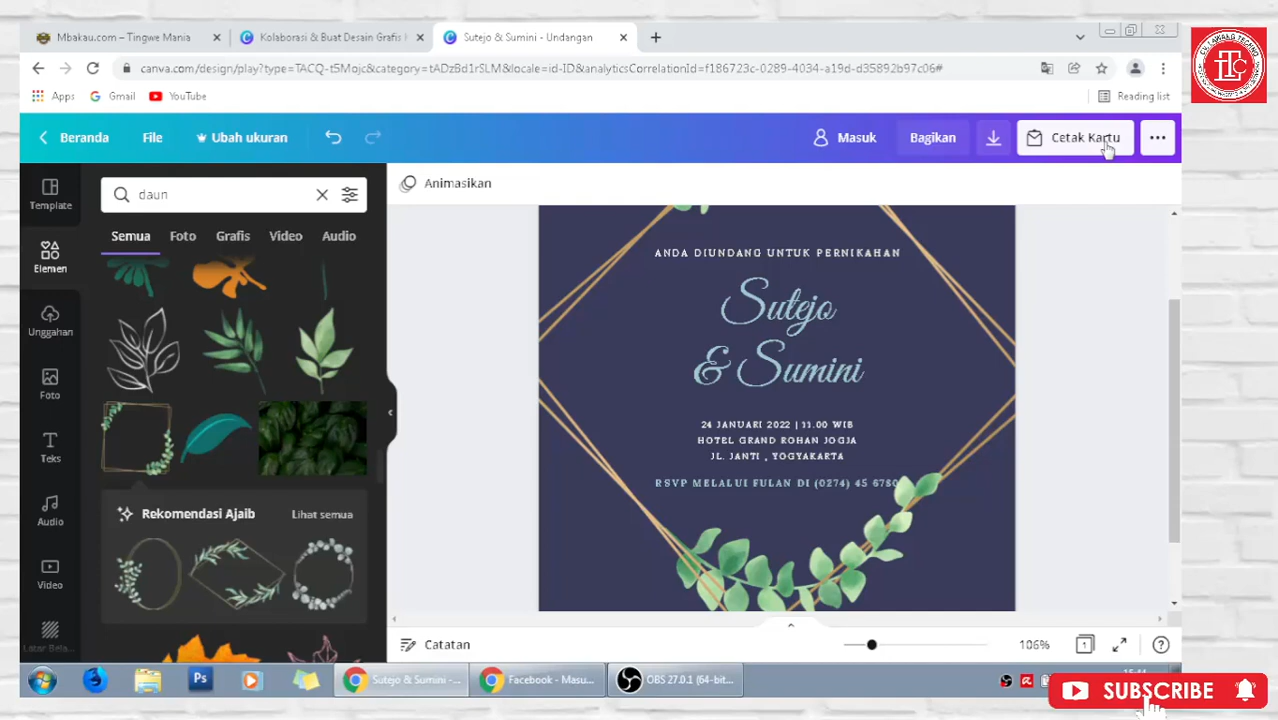 Mbakau.com – Tingwe Mania
Kolaborasi & Buat Desain Grafis
Sutejo & Sumini - Undangan
canva.com/design/play?type=TACQ-t5Mojc&category=tADzBd1rSLM&locale=id-ID&analyticsCorrelationId=f186723c-0289-4034-a19d-d35892b97c06#
Apps
Gmail
YouTube
Reading list
Beranda
File
Ubah ukuran
Masuk
Bagikan
Cetak Kartu
Template
Elemen
Unggahan
Foto
Teks
Audio
Video
daun
Semua
Foto
Grafis
Video
Audio
Rekomendasi Ajaib
Lihat semua
Animasikan
ANDA DIUNDANG UNTUK PERNIKAHAN
Sutejo
& Sumini
24 JANUARI 2022 | 11.00 WIB
HOTEL GRAND ROHAN JOGJA
JL. JANTI , YOGYAKARTA
RSVP MELALUI FULAN DI (0274) 45 6780
Catatan
106%
1
Ps
Sutejo & Sumini -...
Facebook - Masu...
OBS 27.0.1 (64-bit...
SUBSCRIBE